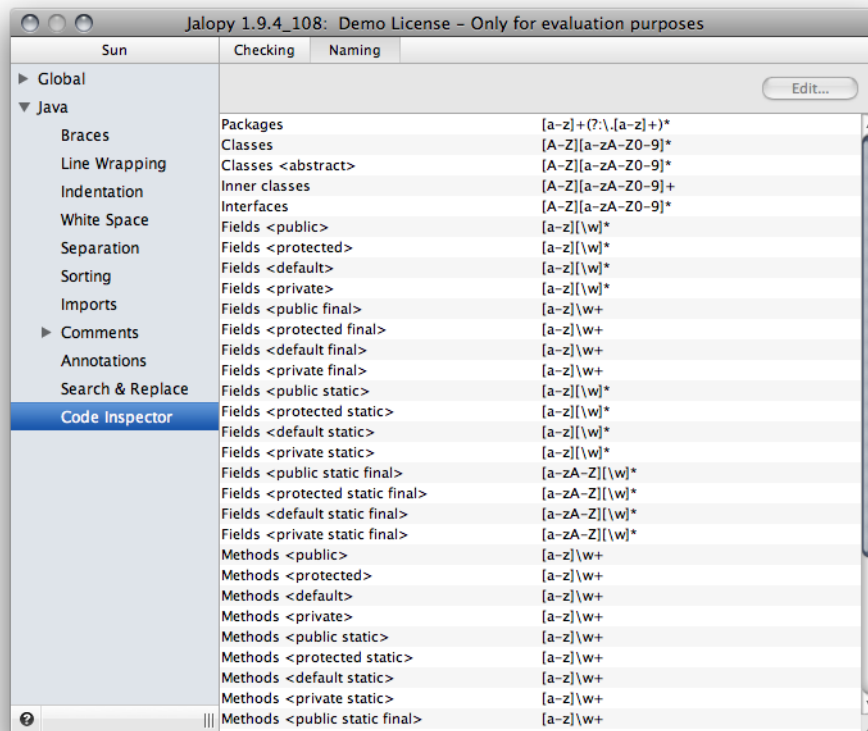 Jalopy 1.9.4_108: Demo License – Only for evaluation purposes
Sun
Checking Naming
Global
Java
Braces
Line Wrapping
Indentation
White Space
Separation
Sorting
Imports
Comments
Annotations
Search & Replace
Code Inspector
Edit...
Packages [a-z]+(?:\.[a-z]+)*
Classes [A-Z][a-zA-Z0-9]*
Classes <abstract> [A-Z][a-zA-Z0-9]*
Inner classes [A-Z][a-zA-Z0-9]+
Interfaces [A-Z][a-zA-Z0-9]*
Fields <public> [a-z][\w]*
Fields <protected> [a-z][\w]*
Fields <default> [a-z][\w]*
Fields <private> [a-z][\w]*
Fields <public final> [a-z]\w+
Fields <protected final> [a-z]\w+
Fields <default final> [a-z]\w+
Fields <private final> [a-z]\w+
Fields <public static> [a-z][\w]*
Fields <protected static> [a-z][\w]*
Fields <default static> [a-z][\w]*
Fields <private static> [a-z][\w]*
Fields <public static final> [a-zA-Z][\w]*
Fields <protected static final> [a-zA-Z][\w]*
Fields <default static final> [a-zA-Z][\w]*
Fields <private static final> [a-zA-Z][\w]*
Methods <public> [a-z]\w+
Methods <protected> [a-z]\w+
Methods <default> [a-z]\w+
Methods <private> [a-z]\w+
Methods <public static> [a-z]\w+
Methods <protected static> [a-z]\w+
Methods <default static> [a-z]\w+
Methods <private static> [a-z]\w+
Methods <public static final> [a-z]\w+
?